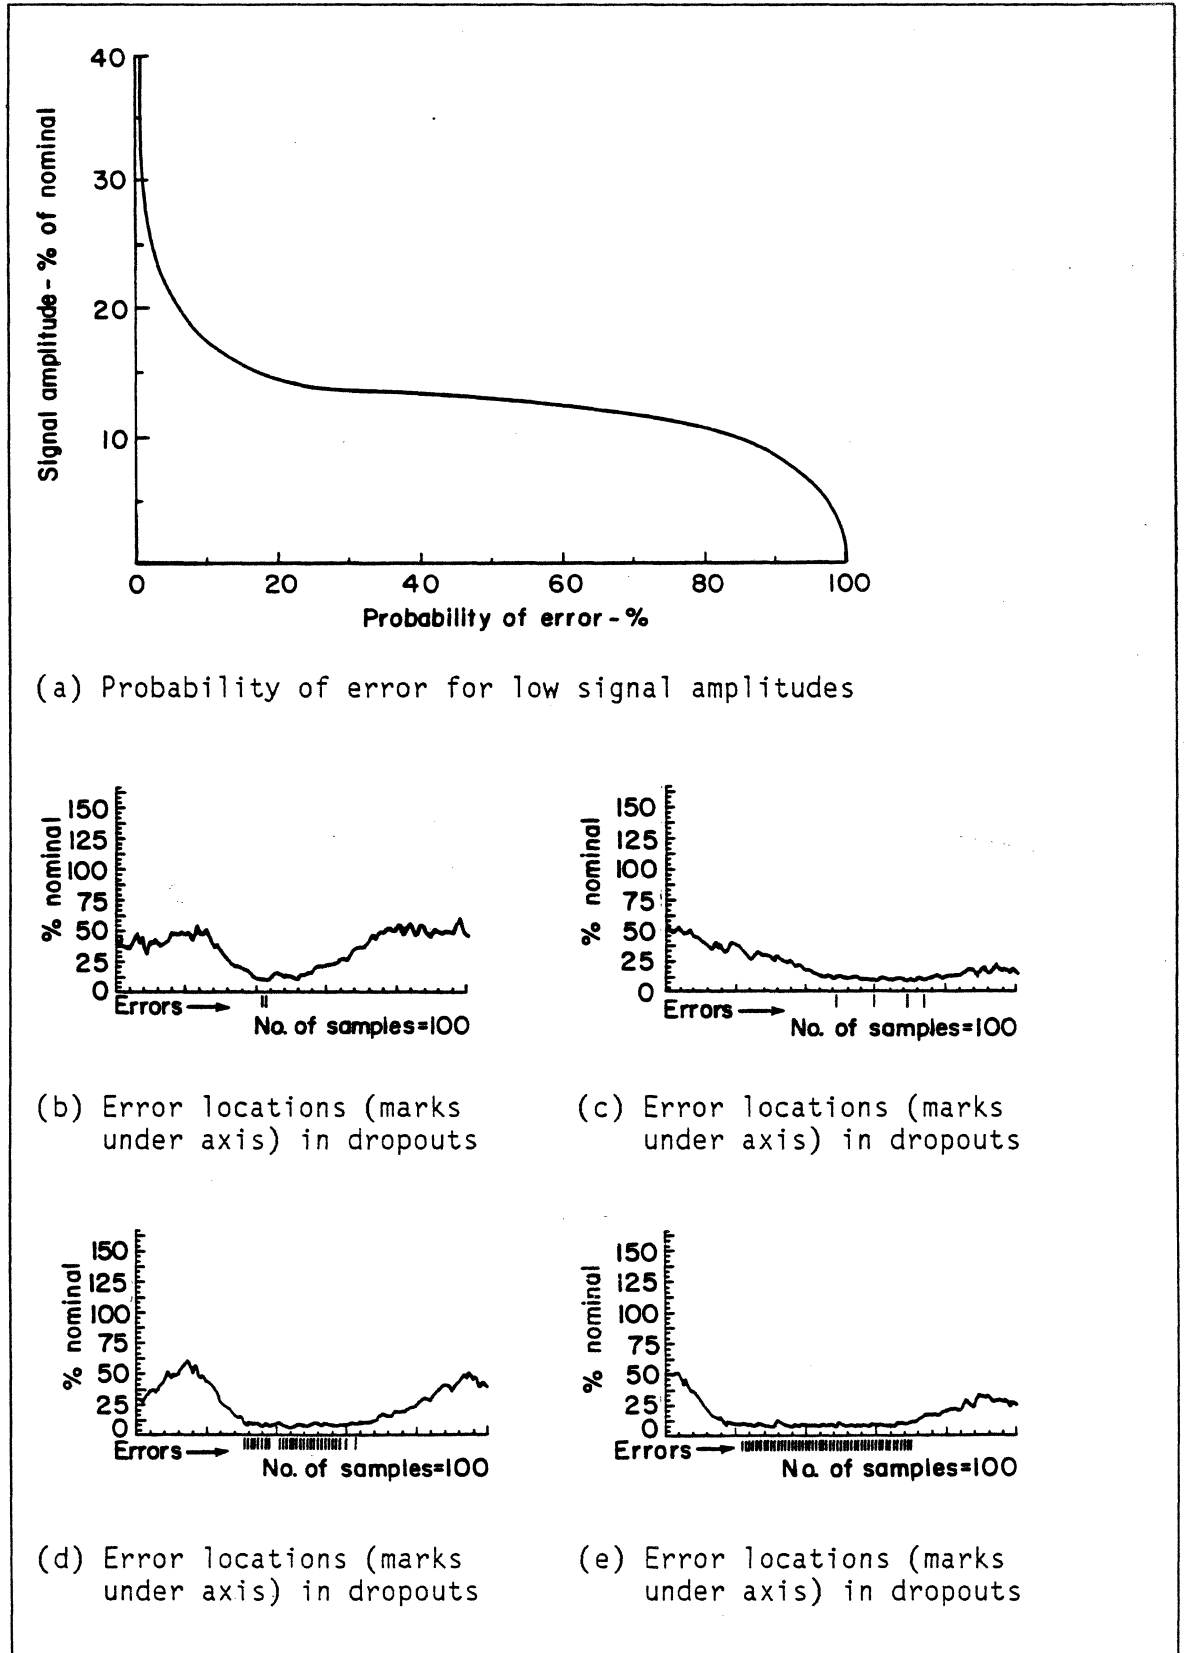 40
30
20
10
Signal amplitude - % of nominal
0 20 40 60 80 100
Probability of error - %
(a) Probability of error for low signal amplitudes
% nominal
150
125
100
75
50
25
0
Errors
No. of samples=100
(b) Error locations (marks
under axis) in dropouts
% nominal
150
125
100
75
50
25
0
Errors
No. of samples=100
(c) Error locations (marks
under axis) in dropouts
% nominal
150
125
100
75
50
25
0
Errors
No. of samples=100
(d) Error locations (marks
under axis) in dropouts
% nominal
150
125
100
75
50
25
0
Errors
No. of samples=100
(e) Error locations (marks
under axis) in dropouts